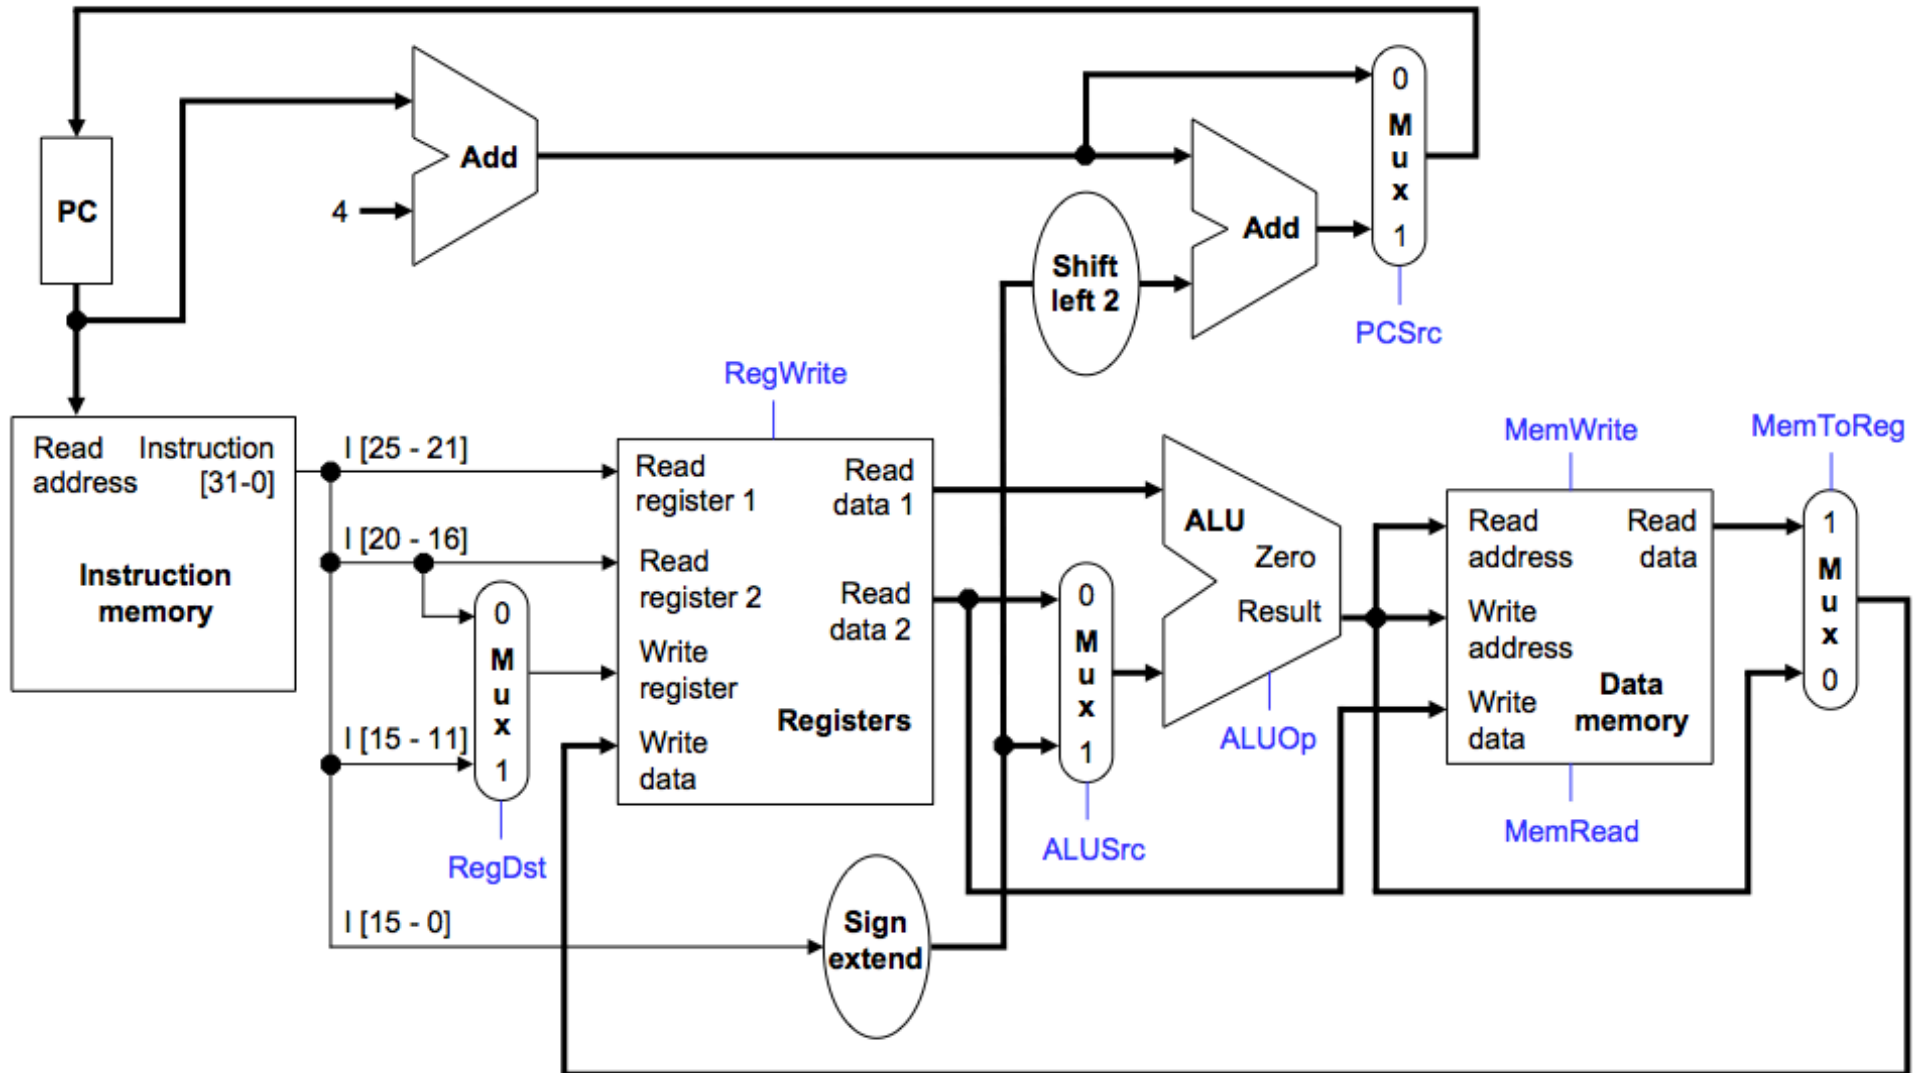 0
M
u
x
1
Add
Add
PC
4
Shift
left 2
PCSrc
RegWrite
MemWrite
MemToReg
Read address
Instruction [31-0]
Instruction
memory
I [25 - 21]
I [20 - 16]
I [15 - 11]
I [15 - 0]
0
M
u
x
1
RegDst
Read
register 1
Read
register 2
Write
register
Write
data
Read
data 1
Read
data 2
Registers
Sign
extend
0
M
u
x
1
ALUSrc
ALU
Zero
Result
ALUOp
Read
address
Write
address
Write
data
Read
data
Data
memory
MemRead
1
M
u
x
0